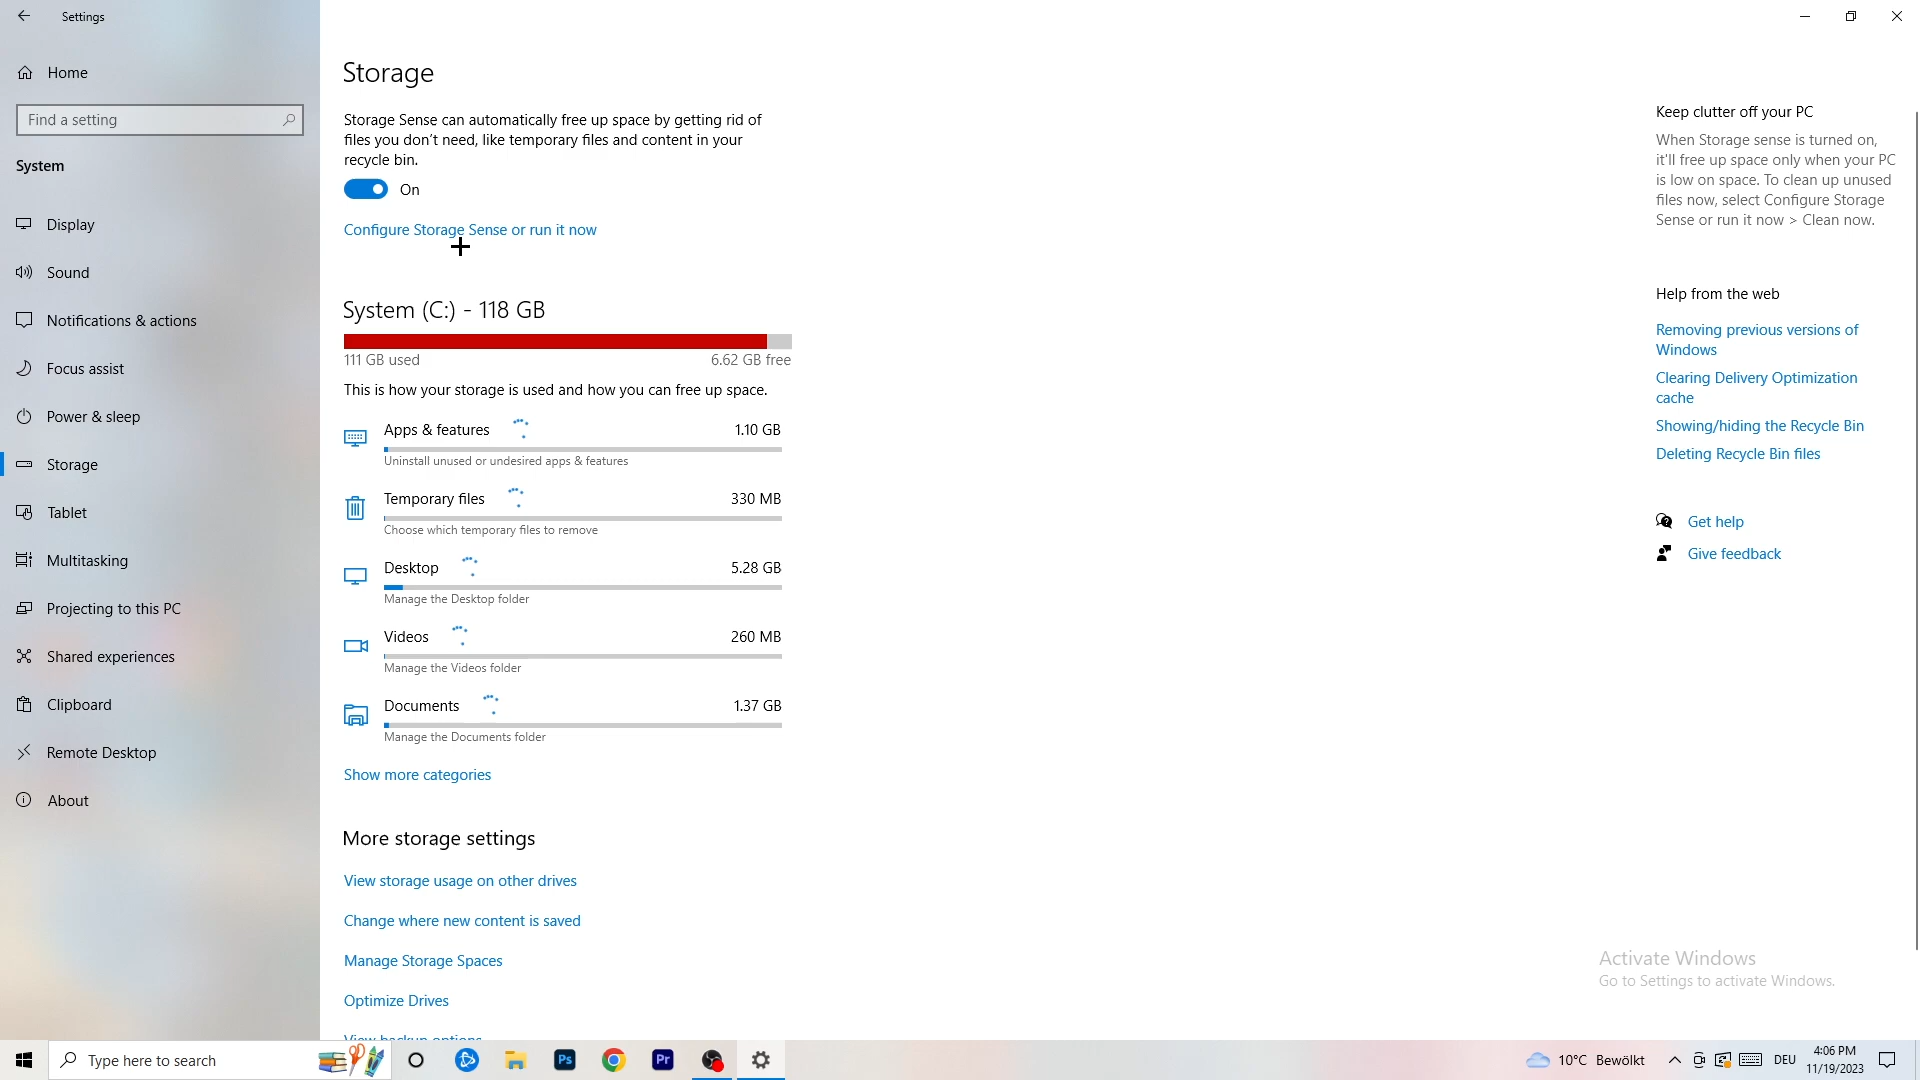 Settings
Home
Find a setting
System
Display
Sound
Notifications & actions
Focus assist
Power & sleep
Storage
Tablet
Multitasking
Projecting to this PC
Shared experiences
Clipboard
Remote Desktop
About
Storage
Storage Sense can automatically free up space by getting rid of
files you don't need, like temporary files and content in your
recycle bin.
On
Configure Storage Sense or run it now
System (C:) - 118 GB
111 GB used
6.62 GB free
This is how your storage is used and how you can free up space.
Apps & features
1.10 GB
Uninstall unused or undesired apps & features
Temporary files
330 MB
Choose which temporary files to remove
Desktop
5.28 GB
Manage the Desktop folder
Videos
260 MB
Manage the Videos folder
Documents
1.37 GB
Manage the Documents folder
Show more categories
More storage settings
View storage usage on other drives
Change where new content is saved
Manage Storage Spaces
Optimize Drives
View backup options
Keep clutter off your PC
When Storage sense is turned on,
it'll free up space only when your PC
is low on space. To clean up unused
files now, select Configure Storage
Sense or run it now > Clean now.
Help from the web
Removing previous versions of
Windows
Clearing Delivery Optimization
cache
Showing/hiding the Recycle Bin
Deleting Recycle Bin files
Get help
Give feedback
Activate Windows
Go to Settings to activate Windows.
Type here to search
Ps
Pr
10°C Bewölkt
DEU
4:06 PM
11/19/2023